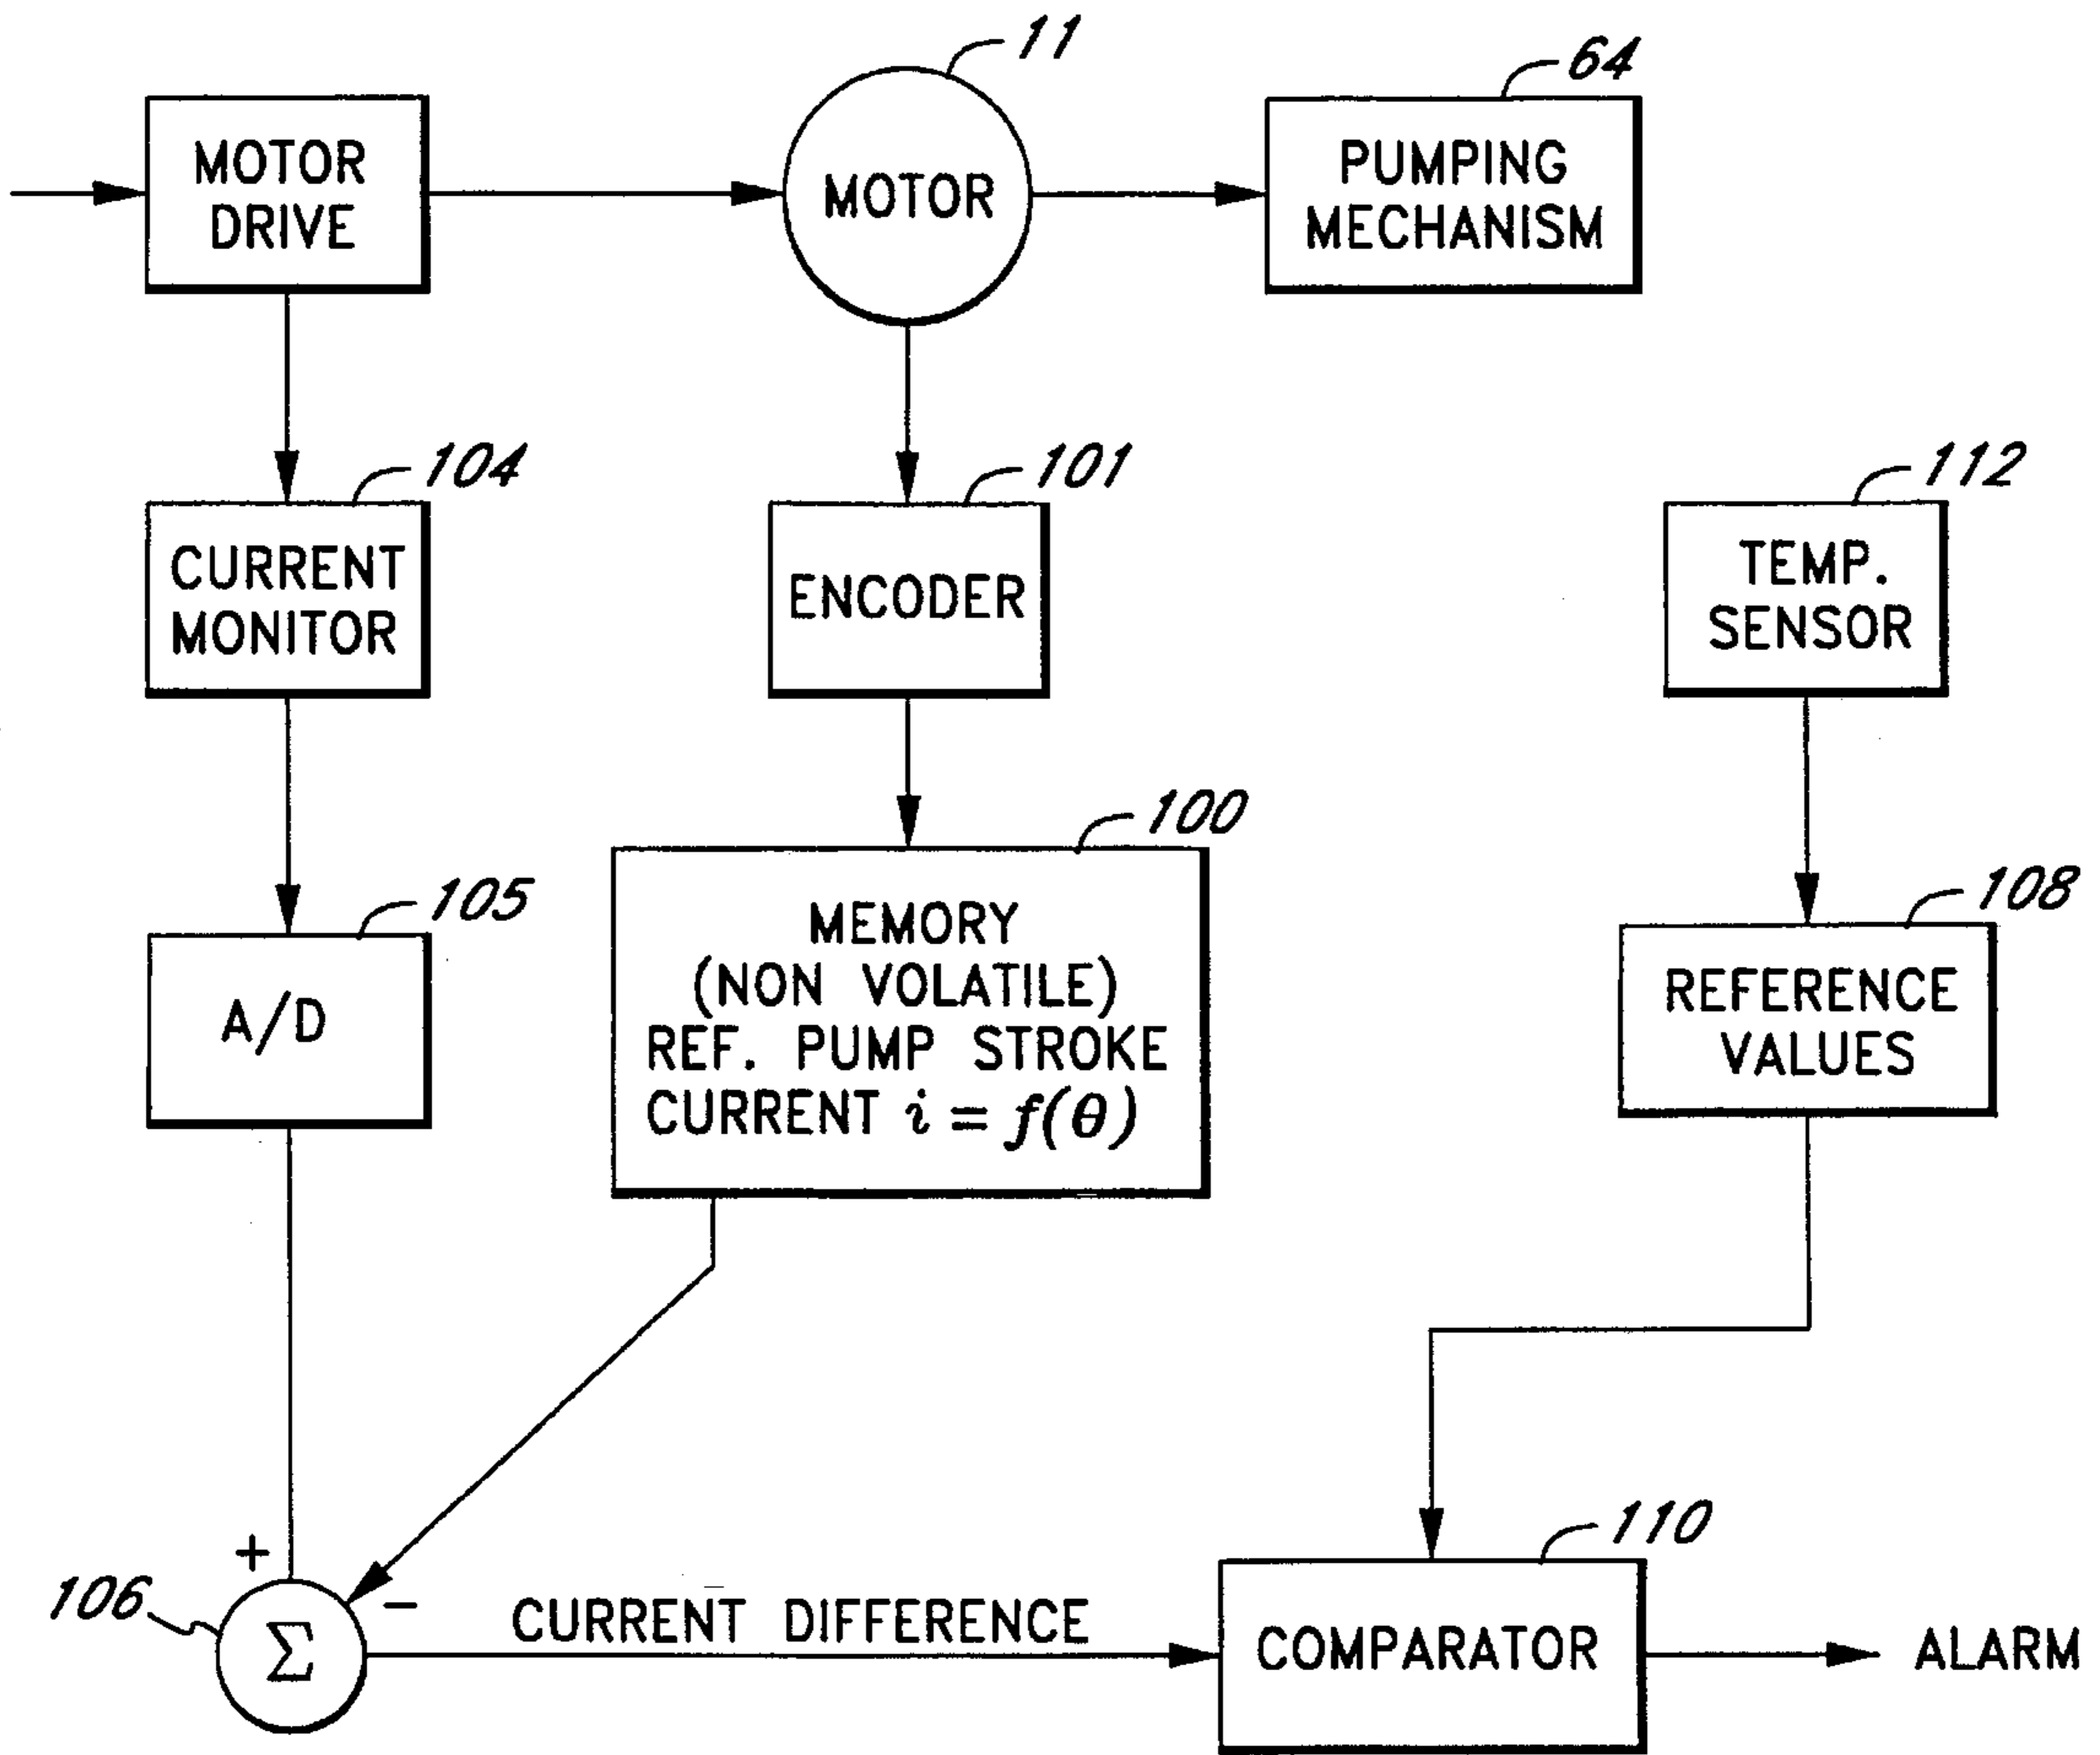 11
64
MOTOR
DRIVE
MOTOR
PUMPING
MECHANISM
104
101
112
CURRENT
MONITOR
ENCODER
TEMP.
SENSOR
105
100
108
A/D
MEMORY
(NON VOLATILE)
REF. PUMP STROKE
CURRENT i = f(θ)
REFERENCE
VALUES
110
+
106
−
Σ
CURRENT DIFFERENCE
COMPARATOR
ALARM